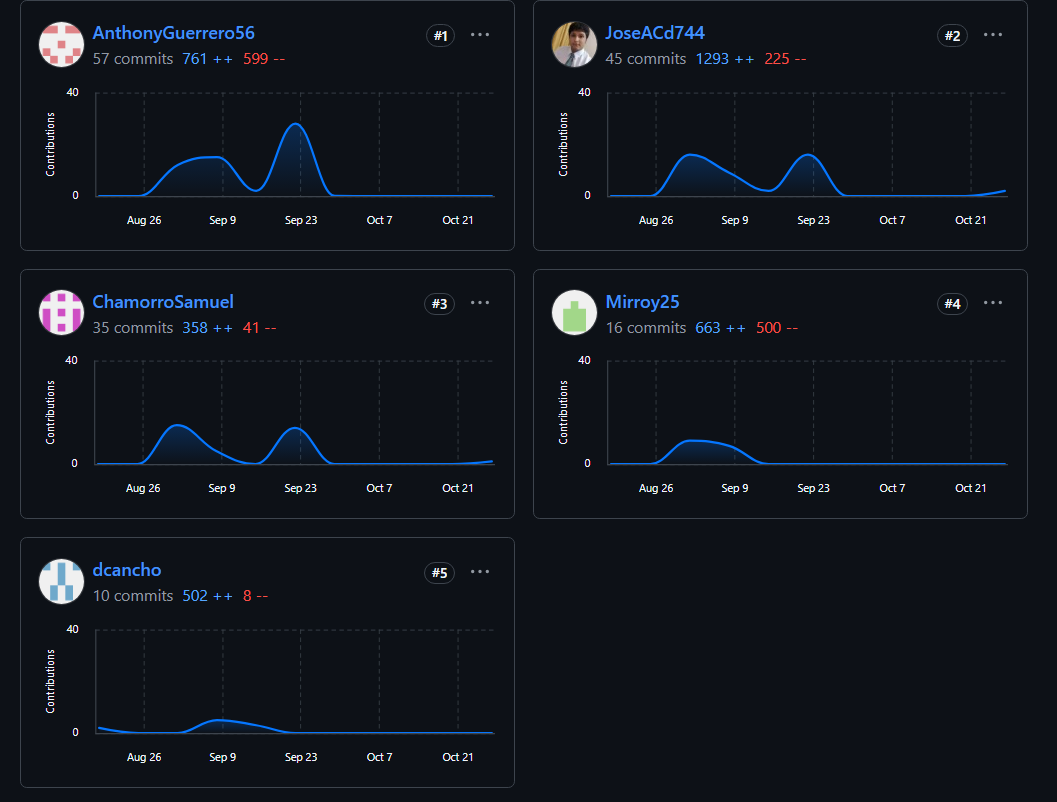 AnthonyGuerrero56
#1
···
57 commits 761 ++ 599 --
40
Contributions
0
Aug 26 Sep 9 Sep 23 Oct 7 Oct 21
JoseACd744
#2
···
45 commits 1293 ++ 225 --
40
Contributions
0
Aug 26 Sep 9 Sep 23 Oct 7 Oct 21
ChamorroSamuel
#3
···
35 commits 358 ++ 41 --
40
Contributions
0
Aug 26 Sep 9 Sep 23 Oct 7 Oct 21
Mirroy25
#4
···
16 commits 663 ++ 500 --
40
Contributions
0
Aug 26 Sep 9 Sep 23 Oct 7 Oct 21
dcancho
#5
···
10 commits 502 ++ 8 --
40
Contributions
0
Aug 26 Sep 9 Sep 23 Oct 7 Oct 21